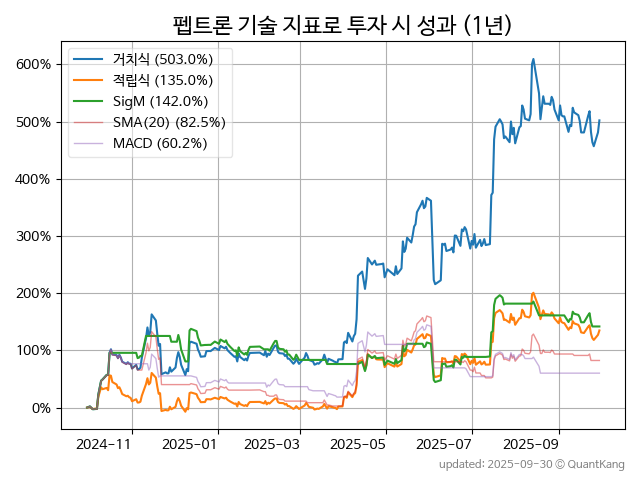 펩트론 기술 지표로 투자 시 성과 (1년)
거치식 (503.0%)
적립식 (135.0%)
SigM (142.0%)
SMA(20) (82.5%)
MACD (60.2%)
600%
500%
400%
300%
200%
100%
0%
2024-11 2025-01 2025-03 2025-05 2025-07 2025-09
updated: 2025-09-30 © QuantKang